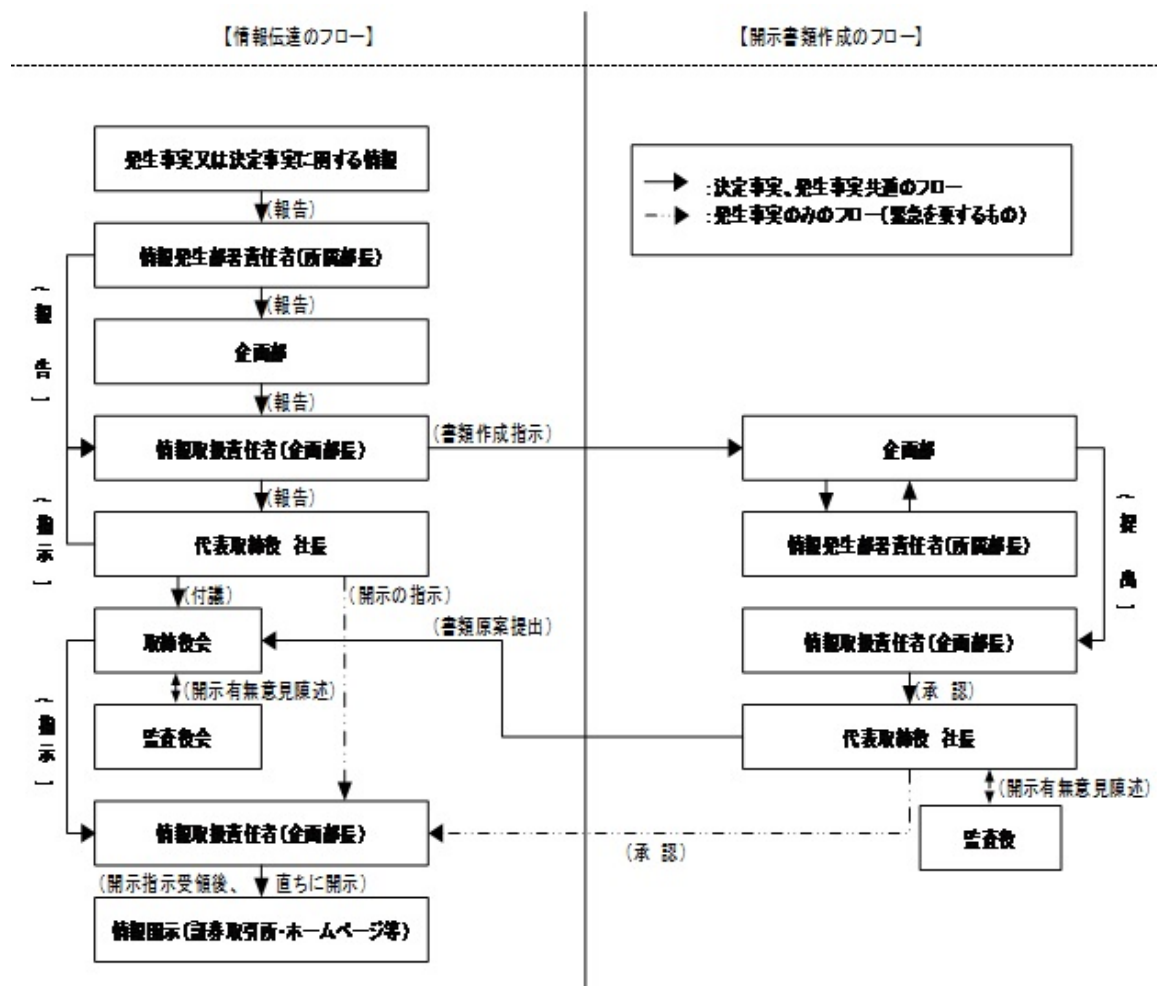 【情報伝達のフロー】
【開示書類作成のフロー】
発生事実又は決定事実に関する情報
(報告)
情報発生部署責任者(所属部長)
(報告)
企画部
(報告)
情報取扱責任者(企画部長)
(報告)
代表取締役 社長
(報告)
(指示)
(付議)
(開示の指示)
取締役会
(開示有無意見陳述)
監査役会
(指示)
情報取扱責任者(企画部長)
(開示指示受領後、 直ちに開示)
情報開示(証券取引所・ホームページ等)
:決定事実、発生事実共通のフロー
:発生事実のみのフロー(緊急を要するもの)
(書類作成指示)
企画部
情報発生部署責任者(所属部長)
(提 出)
情報取扱責任者(企画部長)
(承 認)
代表取締役 社長
(書類原案提出)
(開示有無意見陳述)
監査役
(承 認)